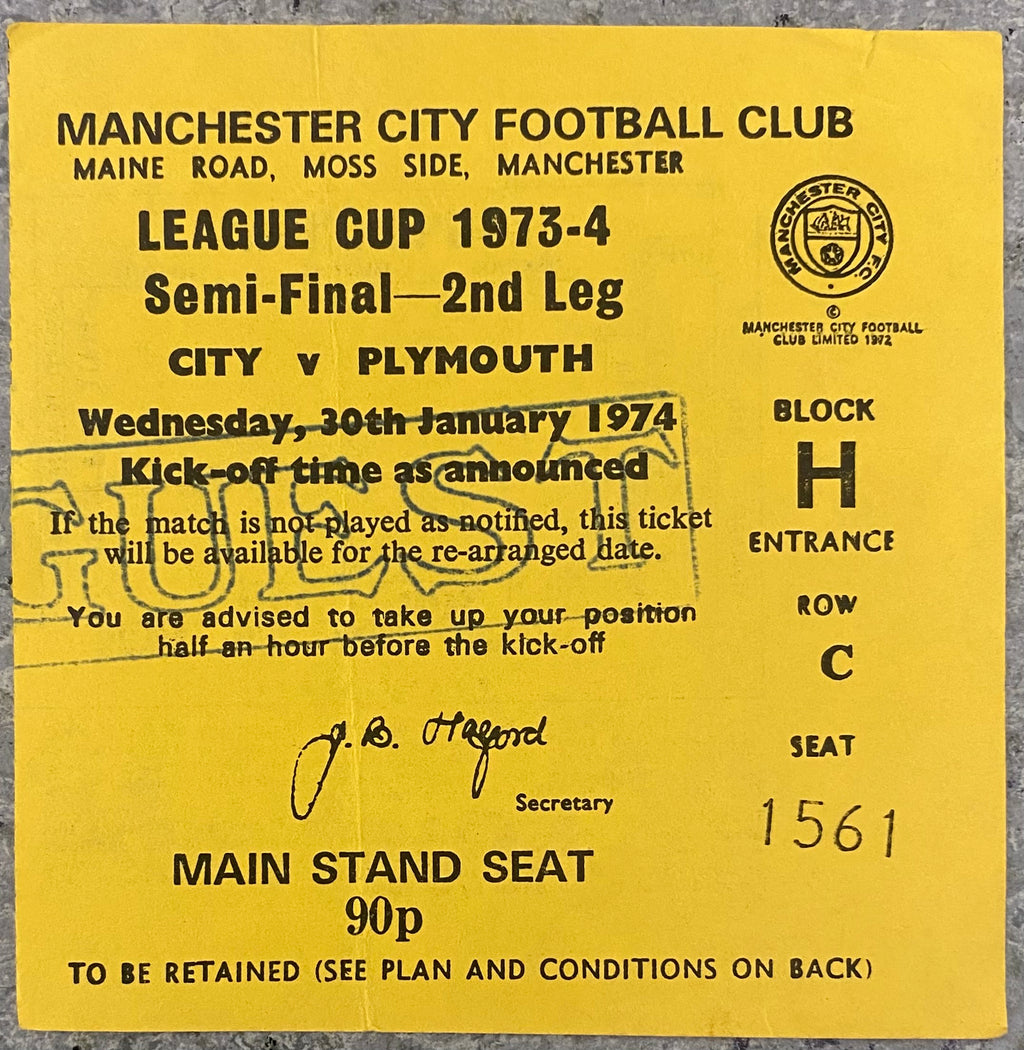 MANCHESTER CITY FOOTBALL CLUB
MAINE ROAD, MOSS SIDE, MANCHESTER
LEAGUE CUP 1973-4
Semi-Final—2nd Leg
CITY v PLYMOUTH
Wednesday, 30th January 1974
Kick-off time as announced
GUEST
If the match is not played as notified, this ticket
will be available for the re-arranged date.
You are advised to take up your position
half an hour before the kick-off
J. B. Halford
Secretary
MAIN STAND SEAT
90p
TO BE RETAINED (SEE PLAN AND CONDITIONS ON BACK)
MANCHESTER CITY F.C.
©
MANCHESTER CITY FOOTBALL
CLUB LIMITED 1972
BLOCK
H
ENTRANCE
ROW
C
SEAT
1561